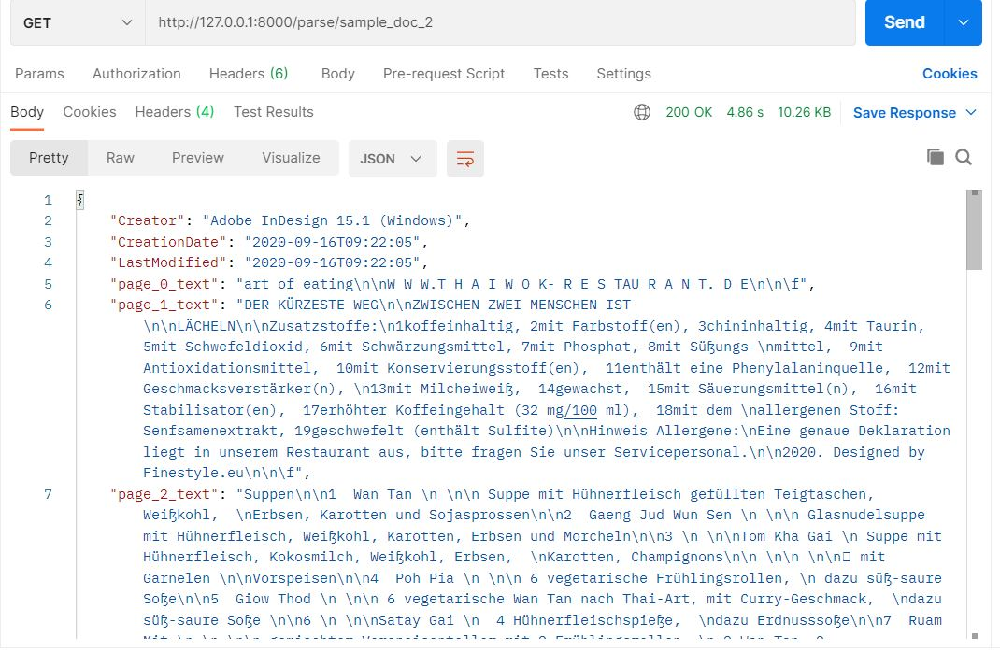 GET http://127.0.0.1:8000/parse/sample_doc_2 Send
Params Authorization Headers (6) Body Pre-request Script Tests Settings Cookies
Body Cookies Headers (4) Test Results 200 OK 4.86 s 10.26 KB Save Response
Pretty Raw Preview Visualize JSON
1 {
2 "Creator": "Adobe InDesign 15.1 (Windows)",
3 "CreationDate": "2020-09-16T09:22:05",
4 "LastModified": "2020-09-16T09:22:05",
5 "page_0_text": "art of eating\n\nW W W.T H A I W O K- R E S TAU R A N T. D E\n\n\f",
6 "page_1_text": "DER KÜRZESTE WEG\n\nZWISCHEN ZWEI MENSCHEN IST
\n\nLÄCHELN\n\nZusatzstoffe:\n1koffeinhaltig, 2mit Farbstoff(en), 3chininhaltig, 4mit Taurin,
5mit Schwefeldioxid, 6mit Schwärzungsmittel, 7mit Phosphat, 8mit Süßungs-\nmittel,  9mit
Antioxidationsmittel,  10mit Konservierungsstoff(en),  11enthält eine Phenylalaninquelle,  12mit
Geschmacksverstärker(n), \n13mit Milcheiweiß,  14gewachst,  15mit Säuerungsmittel(n),  16mit
Stabilisator(en),  17erhöhter Koffeingehalt (32 mg/100 ml),  18mit dem \nallergenen Stoff:
Senfsamenextrakt, 19geschwefelt (enthält Sulfite)\n\nHinweis Allergene:\nEine genaue Deklaration
liegt in unserem Restaurant aus, bitte fragen Sie unser Servicepersonal.\n\n2020. Designed by
Finestyle.eu\n\n\f",
7 "page_2_text": "Suppen\n\n1  Wan Tan \n \n\n Suppe mit Hühnerfleisch gefüllten Teigtaschen,
Weißkohl,  \nErbsen, Karotten und Sojasprossen\n\n2  Gaeng Jud Wun Sen \n \n\n Glasnudelsuppe
mit Hühnerfleisch, Weißkohl, Karotten, Erbsen und Morcheln\n\n3 \n \n\nTom Kha Gai \n Suppe mit
Hühnerfleisch, Kokosmilch, Weißkohl, Erbsen,  \nKarotten, Champignons\n\n \n\n \n\n mit
Garnelen \n\nVorspeisen\n\n4  Poh Pia \n \n\n 6 vegetarische Frühlingsrollen, \n dazu süß-saure
Soße\n\n5  Giow Thod \n \n\n 6 vegetarische Wan Tan nach Thai-Art, mit Curry-Geschmack,  \ndazu
süß-saure Soße \n\n6 \n \n\nSatay Gai \n  4 Hühnerfleischspieße,  \ndazu Erdnusssoße\n\n7  Ruam